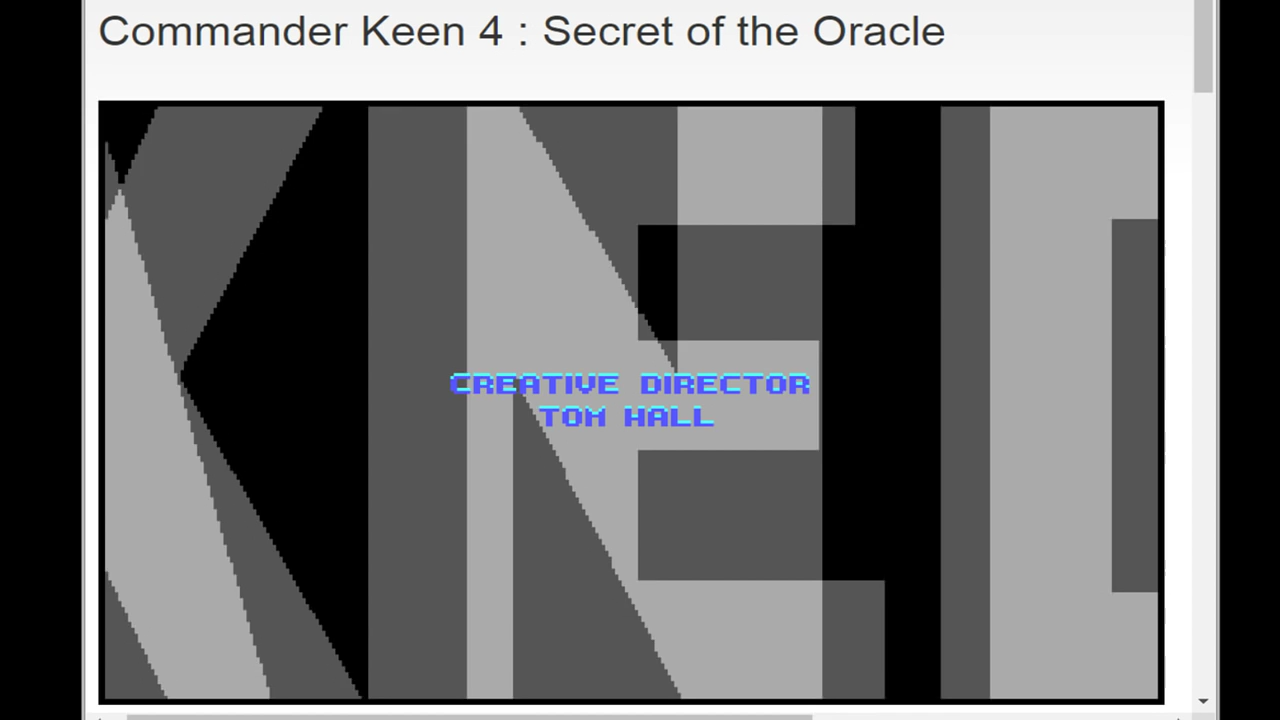 Commander Keen 4 : Secret of the Oracle
CREATIVE DIRECTOR
TOM HALL